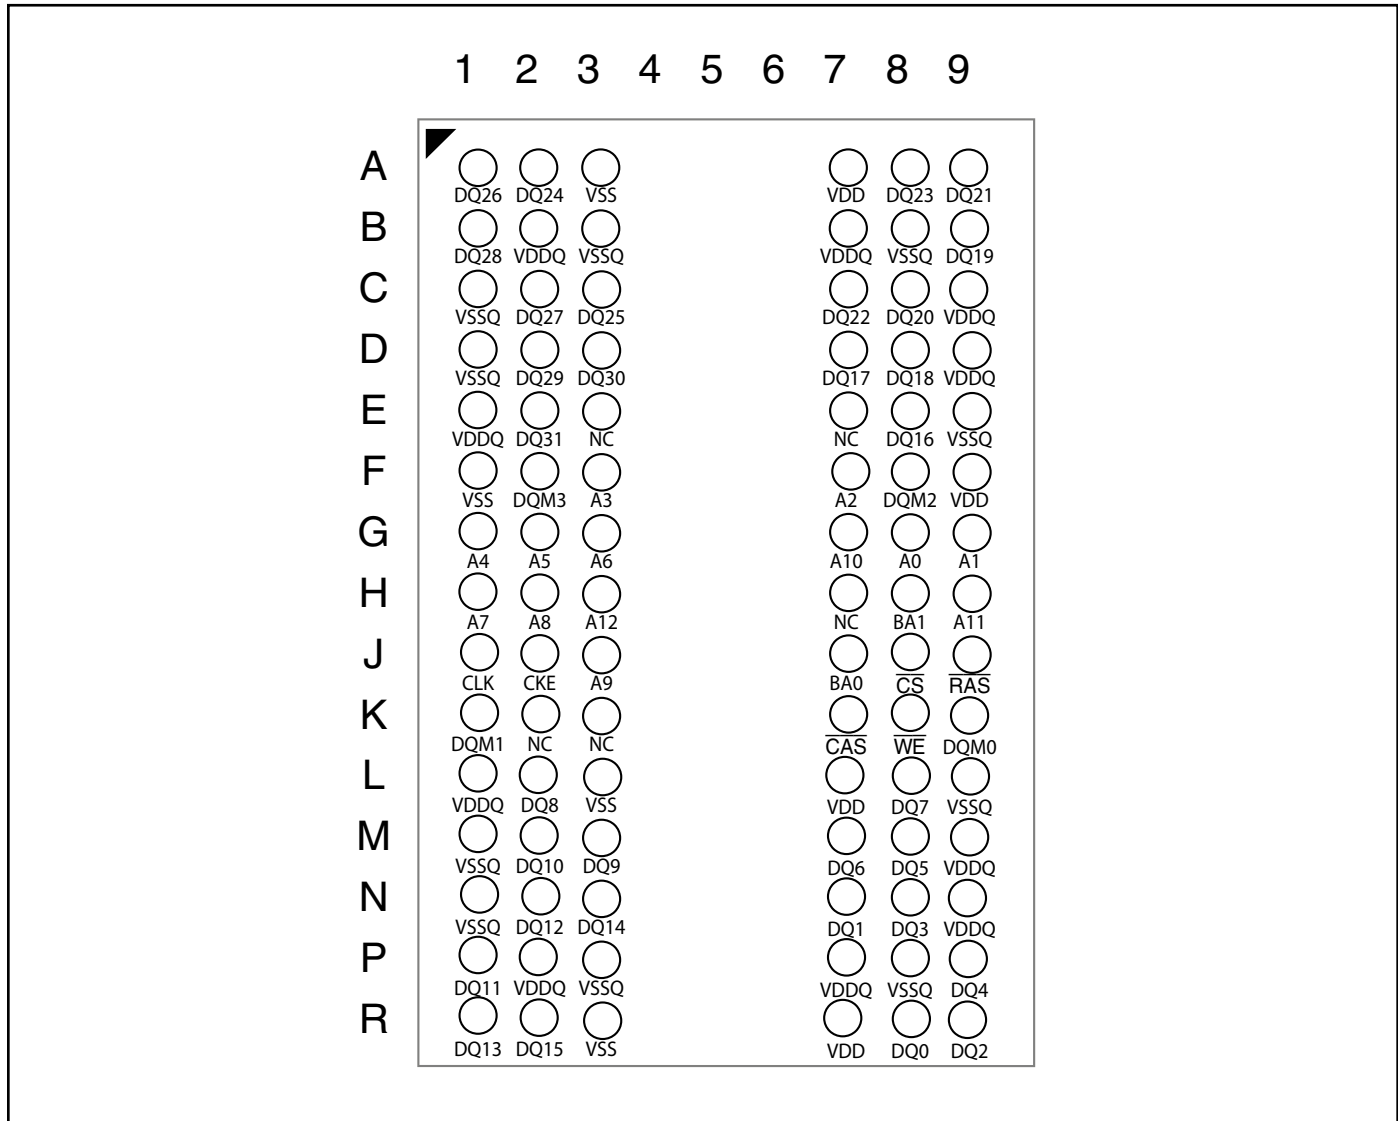 1 2 3 4 5 6 7 8 9
A
DQ26 DQ24 VSS VDD DQ23 DQ21
B
DQ28 VDDQ VSSQ VDDQ VSSQ DQ19
C
VSSQ DQ27 DQ25 DQ22 DQ20 VDDQ
D
VSSQ DQ29 DQ30 DQ17 DQ18 VDDQ
E
VDDQ DQ31 NC NC DQ16 VSSQ
F
VSS DQM3 A3 A2 DQM2 VDD
G
A4 A5 A6 A10 A0 A1
H
A7 A8 A12 NC BA1 A11
J
CLK CKE A9 BA0 C̅S̅ R̅A̅S̅
K
DQM1 NC NC C̅A̅S̅ W̅E̅ DQM0
L
VDDQ DQ8 VSS VDD DQ7 VSSQ
M
VSSQ DQ10 DQ9 DQ6 DQ5 VDDQ
N
VSSQ DQ12 DQ14 DQ1 DQ3 VDDQ
P
DQ11 VDDQ VSSQ VDDQ VSSQ DQ4
R
DQ13 DQ15 VSS VDD DQ0 DQ2